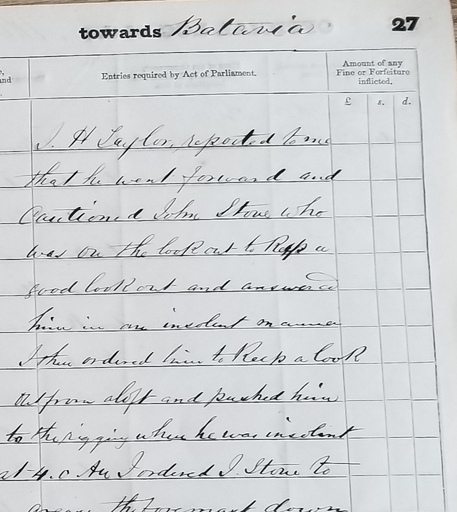 towards Batavia 27
Entries required by Act of Parliament.
Amount of any
Fine or Forfeiture
inflicted.
£ s. d.
and
J. H Taylor, reported to me
that he went forward and
Cautioned John Stove who
was on the look out to Keep a
good look out and answered
him in an insolent manner
I then ordered him to Keep a look
out from aloft and pushed him
to the rigging when he was insolent
at 4. o Am I ordered J. Stove to
grease the foremast down